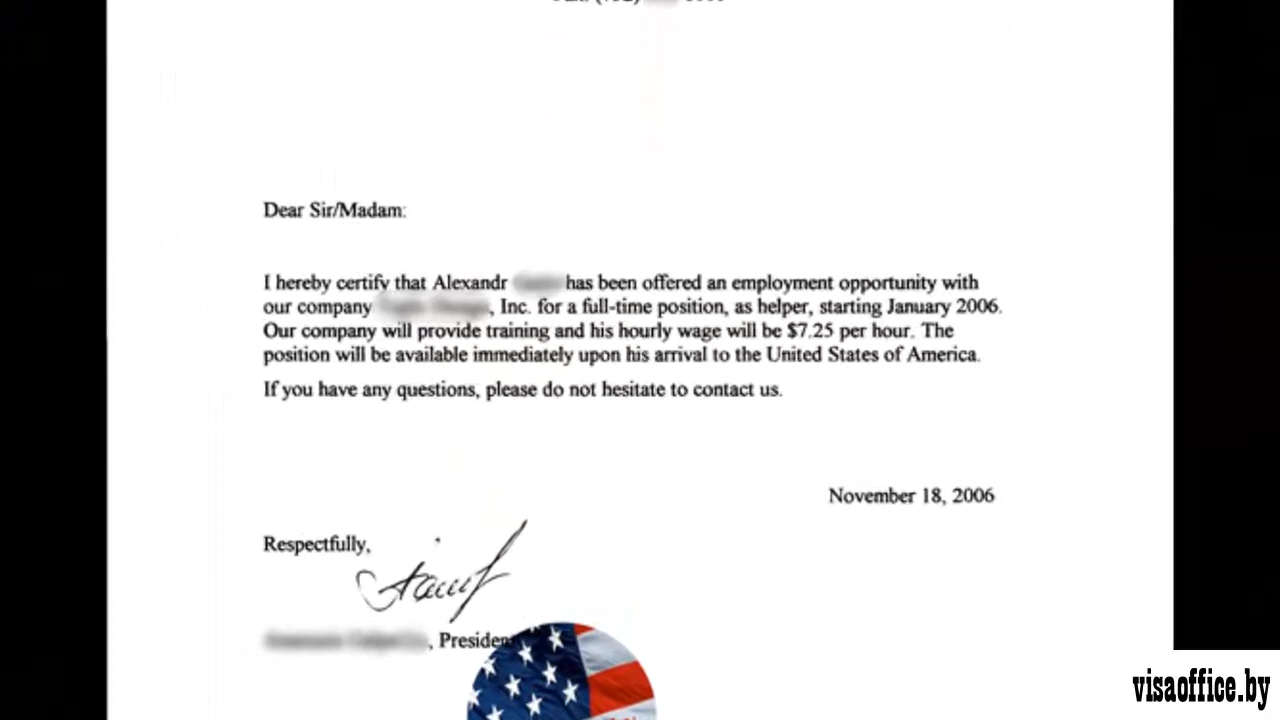 Dear Sir/Madam:
I hereby certify that Alexandr has been offered an employment opportunity with
our company , Inc. for a full-time position, as helper, starting January 2006.
Our company will provide training and his hourly wage will be $7.25 per hour. The
position will be available immediately upon his arrival to the United States of America.
If you have any questions, please do not hesitate to contact us.
November 18, 2006
Respectfully,
, Presiden
visaoffice.by